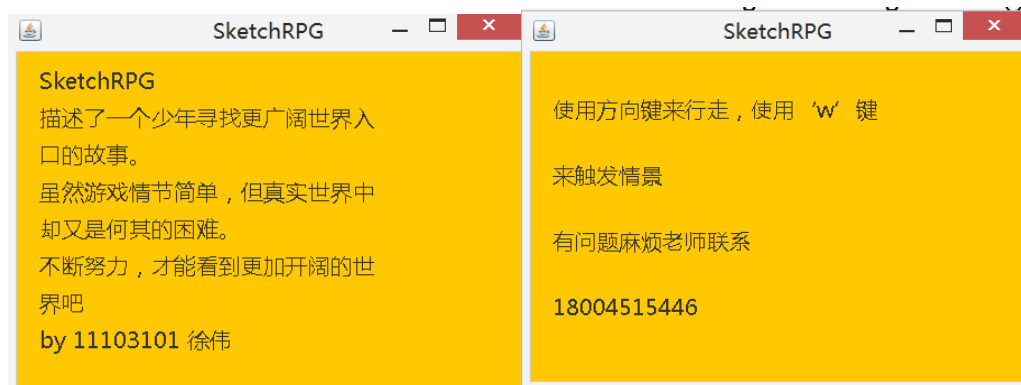 SketchRPG
SketchRPG
描述了一个少年寻找更广阔世界入
口的故事。
虽然游戏情节简单，但真实世界中
却又是何其的困难。
不断努力，才能看到更加开阔的世
界吧
by 11103101 徐伟
SketchRPG
使用方向键来行走，使用 ‘W’ 键
来触发情景
有问题麻烦老师联系
18004515446